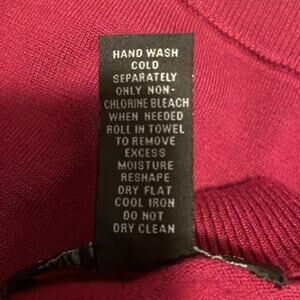 HAND WASH
COLD
SEPARATELY
ONLY NON-
CHLORINE BLEACH
WHEN NEEDED
ROLL IN TOWEL
TO REMOVE
EXCESS
MOISTURE
RESHAPE
DRY FLAT
COOL IRON
DO NOT
DRY CLEAN